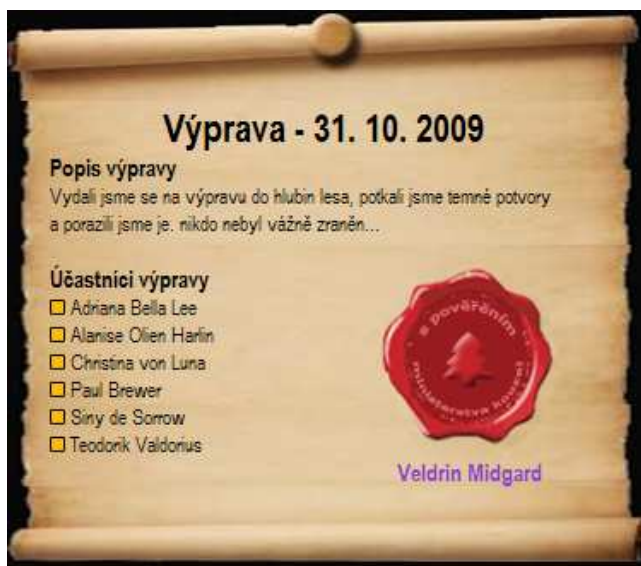 Výprava - 31. 10. 2009
Popis výpravy
Vydali jsme se na výpravu do hlubin lesa, potkali jsme temné potvory
a porazili jsme je. nikdo nebyl vážně zraněn...
Účastníci výpravy
Adriana Bella Lee
Alanise Olien Harlin
Christina von Luna
Paul Brewer
Siny de Sorrow
Teodorik Valdorius
s pověřáním
ministerstva kouzel
Veldrin Midgard